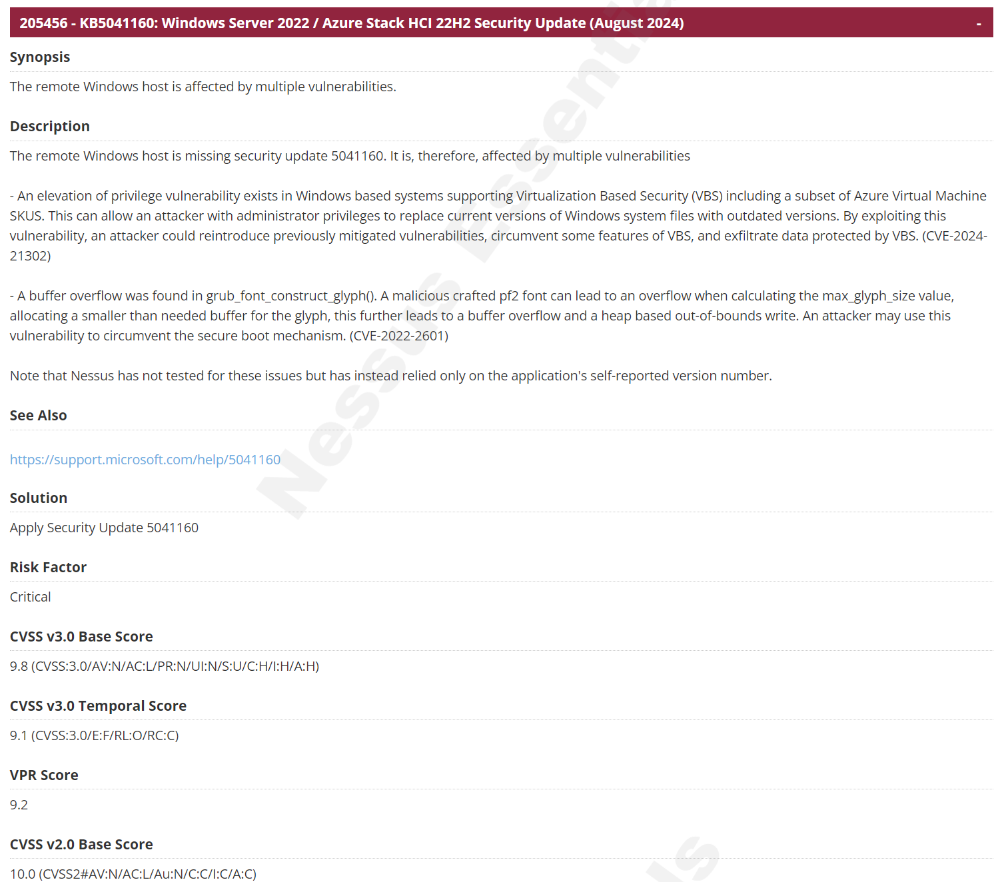 205456 - KB5041160: Windows Server 2022 / Azure Stack HCI 22H2 Security Update (August 2024) -
Synopsis
The remote Windows host is affected by multiple vulnerabilities.
Description
The remote Windows host is missing security update 5041160. It is, therefore, affected by multiple vulnerabilities
- An elevation of privilege vulnerability exists in Windows based systems supporting Virtualization Based Security (VBS) including a subset of Azure Virtual Machine
SKUS. This can allow an attacker with administrator privileges to replace current versions of Windows system files with outdated versions. By exploiting this
vulnerability, an attacker could reintroduce previously mitigated vulnerabilities, circumvent some features of VBS, and exfiltrate data protected by VBS. (CVE-2024-
21302)
- A buffer overflow was found in grub_font_construct_glyph(). A malicious crafted pf2 font can lead to an overflow when calculating the max_glyph_size value,
allocating a smaller than needed buffer for the glyph, this further leads to a buffer overflow and a heap based out-of-bounds write. An attacker may use this
vulnerability to circumvent the secure boot mechanism. (CVE-2022-2601)
Note that Nessus has not tested for these issues but has instead relied only on the application's self-reported version number.
See Also
https://support.microsoft.com/help/5041160
Solution
Apply Security Update 5041160
Risk Factor
Critical
CVSS v3.0 Base Score
9.8 (CVSS:3.0/AV:N/AC:L/PR:N/UI:N/S:U/C:H/I:H/A:H)
CVSS v3.0 Temporal Score
9.1 (CVSS:3.0/E:F/RL:O/RC:C)
VPR Score
9.2
CVSS v2.0 Base Score
10.0 (CVSS2#AV:N/AC:L/Au:N/C:C/I:C/A:C)
Nessus Essentia
ls